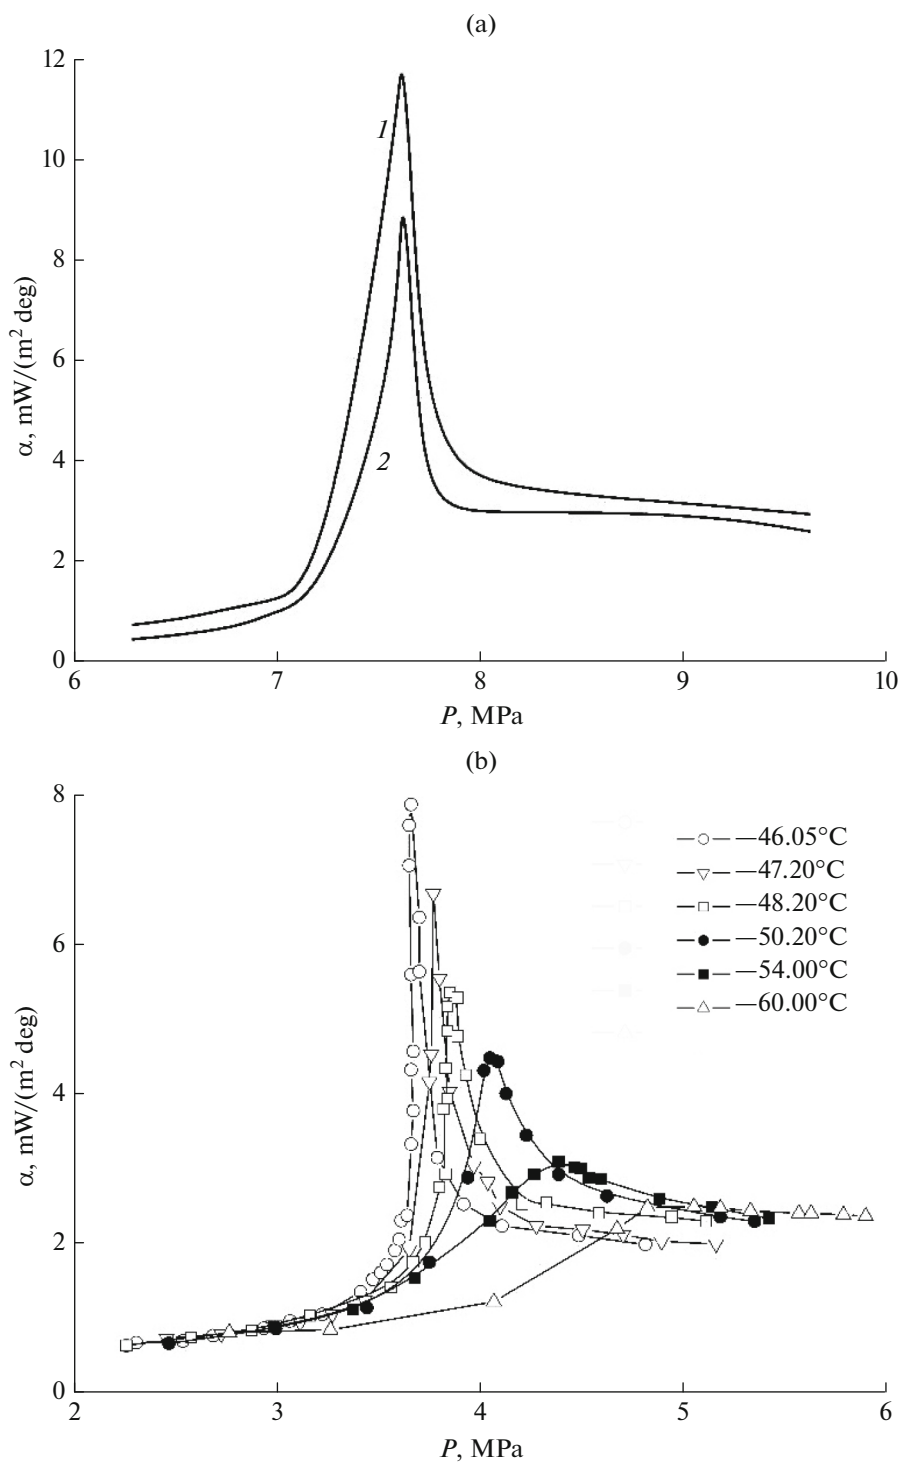 (a)
12
10
8
6
4
2
0
α, mW/(m² deg)
1
2
6
7
8
9
10
P, MPa
(b)
8
6
4
2
0
α, mW/(m² deg)
—46.05°C
—47.20°C
—48.20°C
—50.20°C
—54.00°C
—60.00°C
2
3
4
5
6
P, MPa